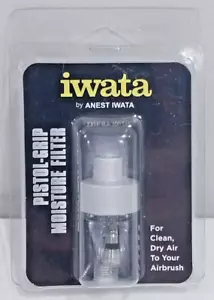 iwata
by ANEST IWATA
PISTOL-GRIP
MOISTURE FILTER
For
Clean,
Dry Air
To Your
Airbrush